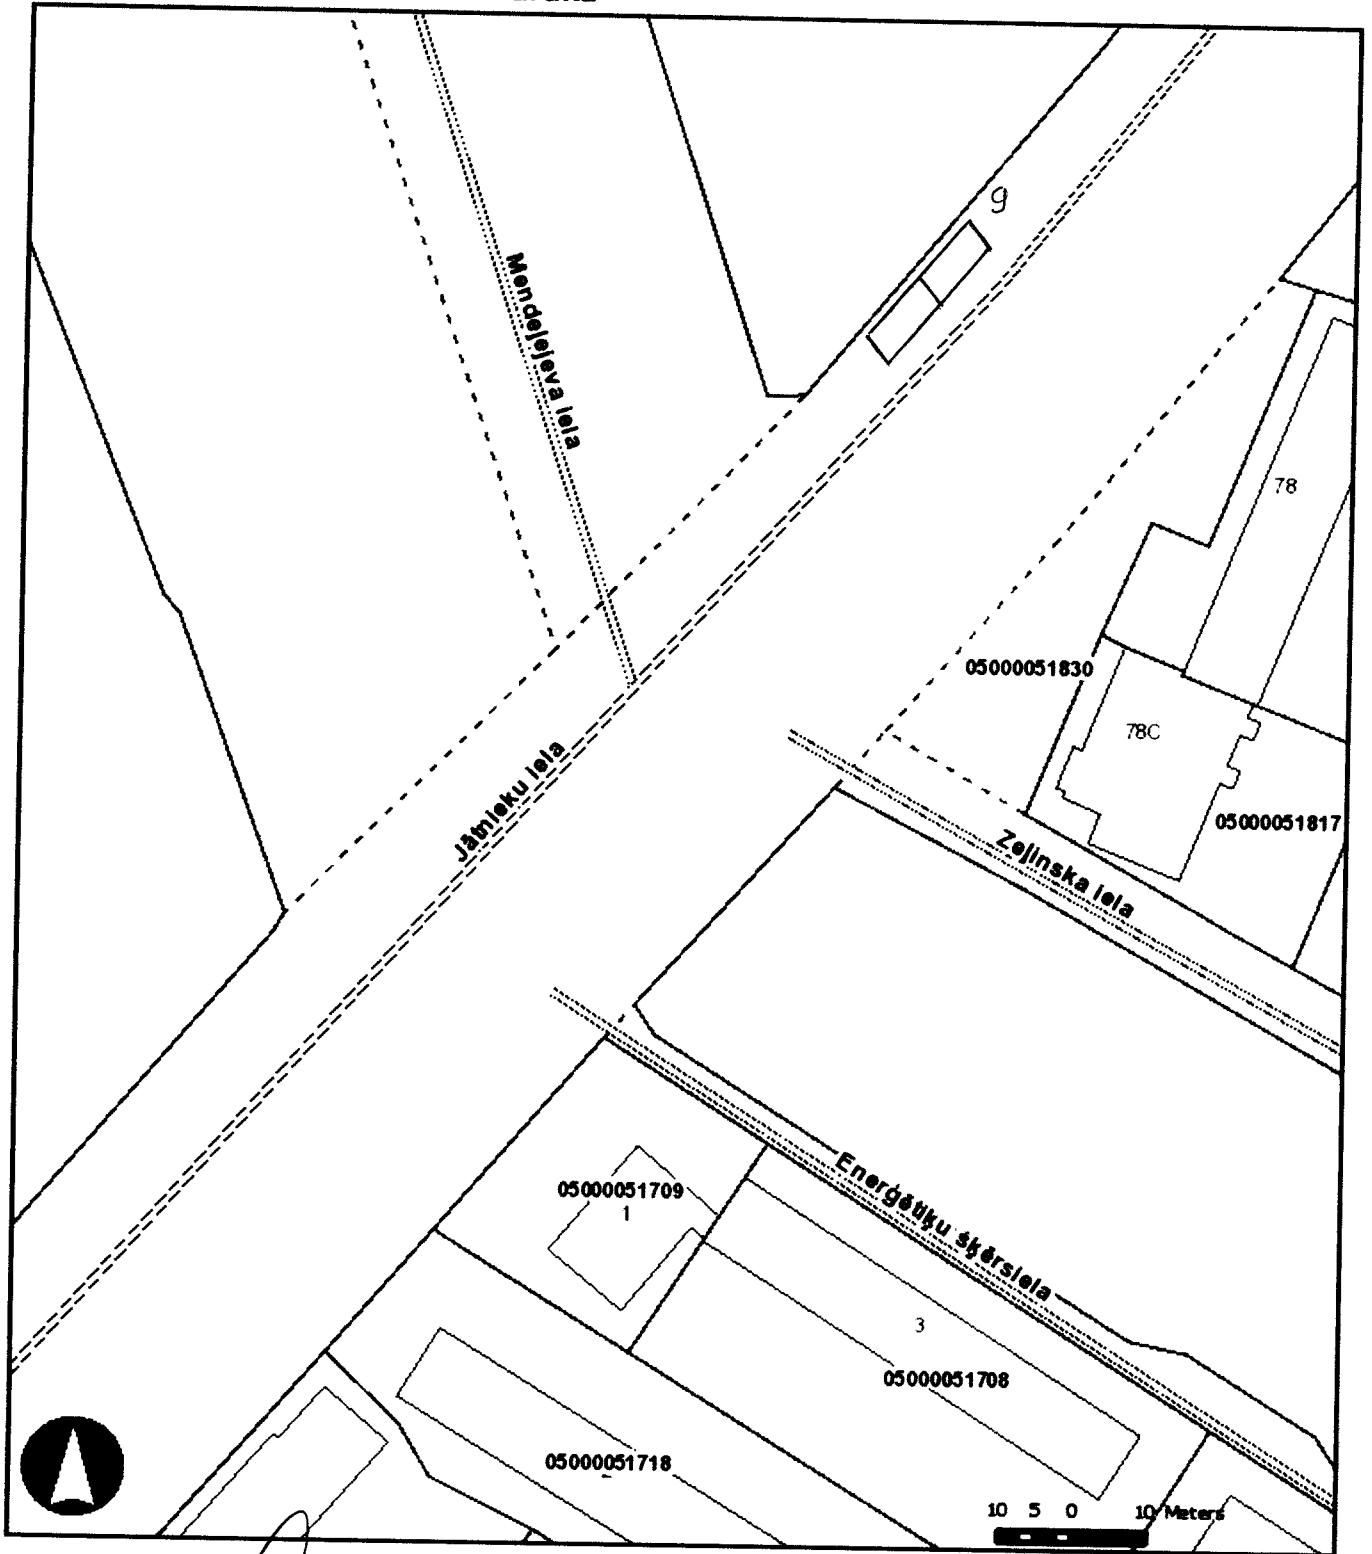 9
Mendeļejeva iela
78
05000051830
78C
Jātnieku iela
05000051817
Zeļinska iela
05000051709
1
Enerģētiķu šķērsiela
3
05000051708
05000051718
10 5 0 10 Meters